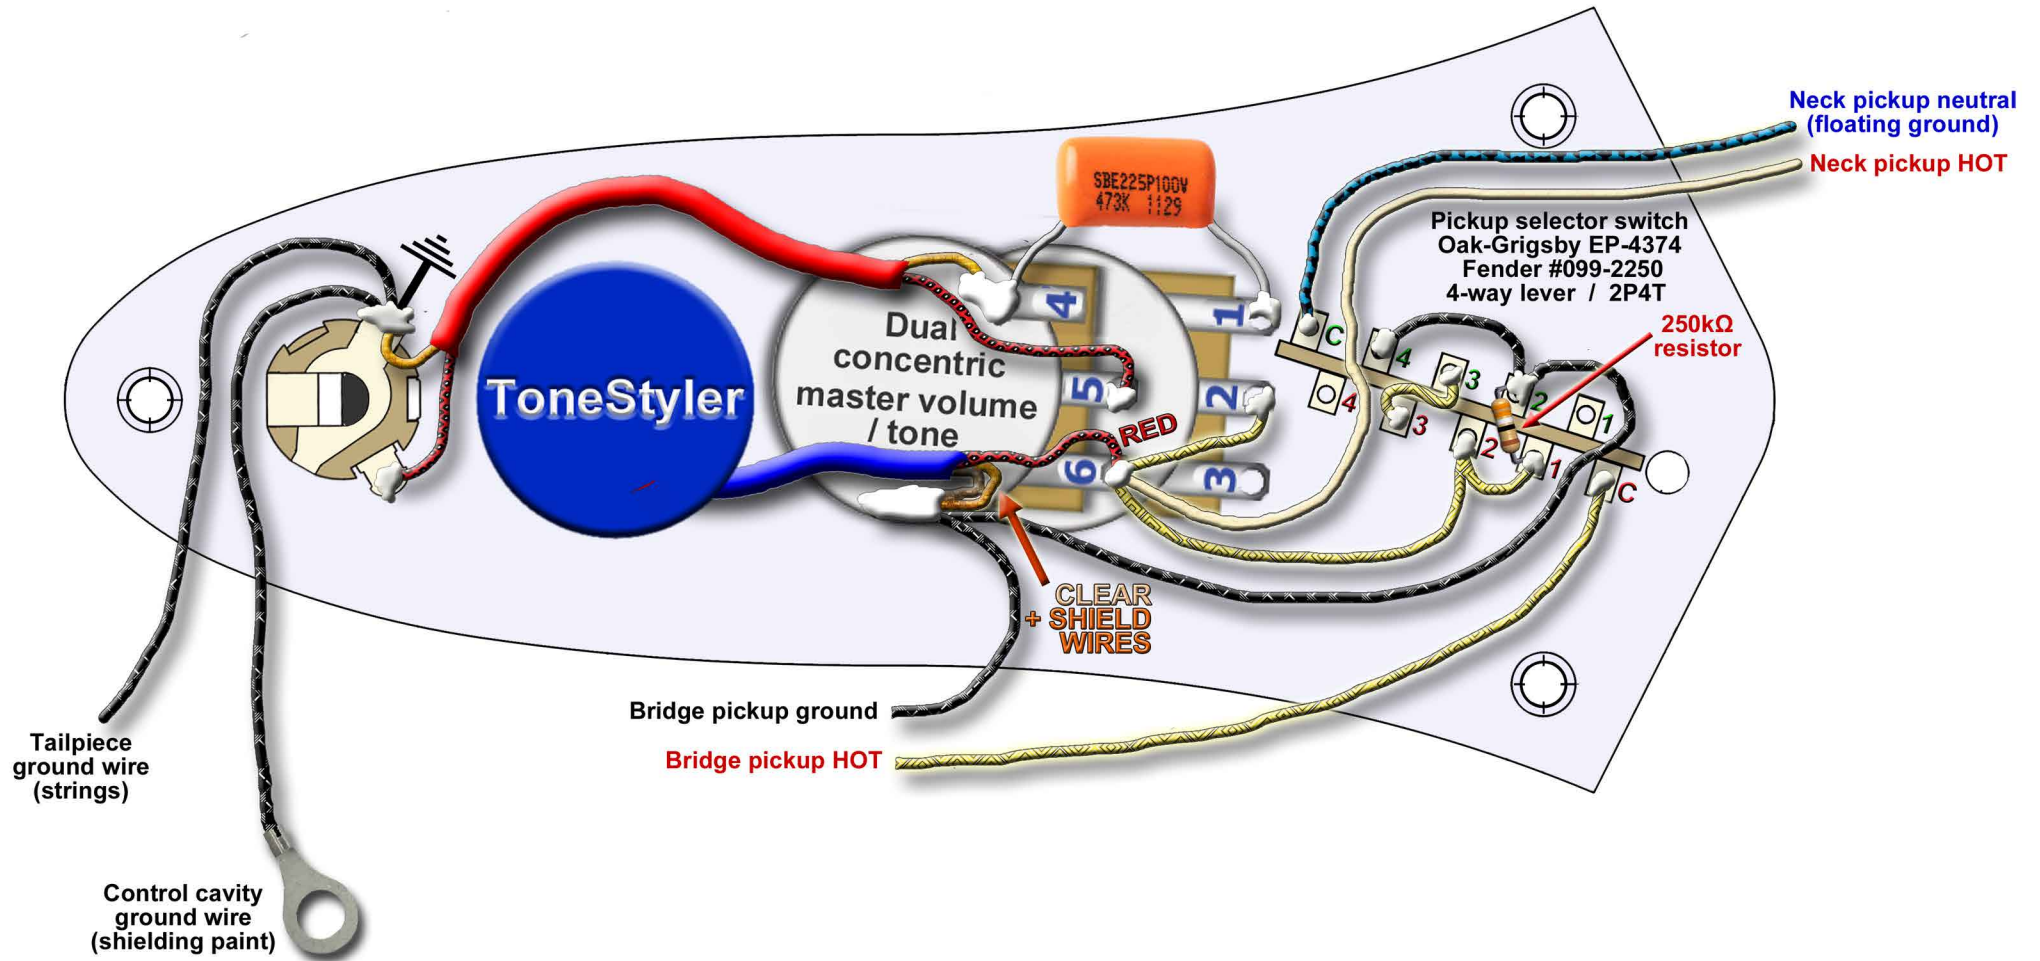 Neck pickup neutral
(floating ground)
Neck pickup HOT
SBE225P100V
473K 1129
Pickup selector switch
Oak-Grigsby EP-4374
Fender #099-2250
4-way lever / 2P4T
250kΩ
resistor
4
1
C
4
3
2
1
4
3
2
1
C
Dual
concentric
master volume
/ tone
5
2
6
3
RED
ToneStyler
CLEAR
+ SHIELD
WIRES
Bridge pickup ground
Bridge pickup HOT
Tailpiece
ground wire
(strings)
Control cavity
ground wire
(shielding paint)